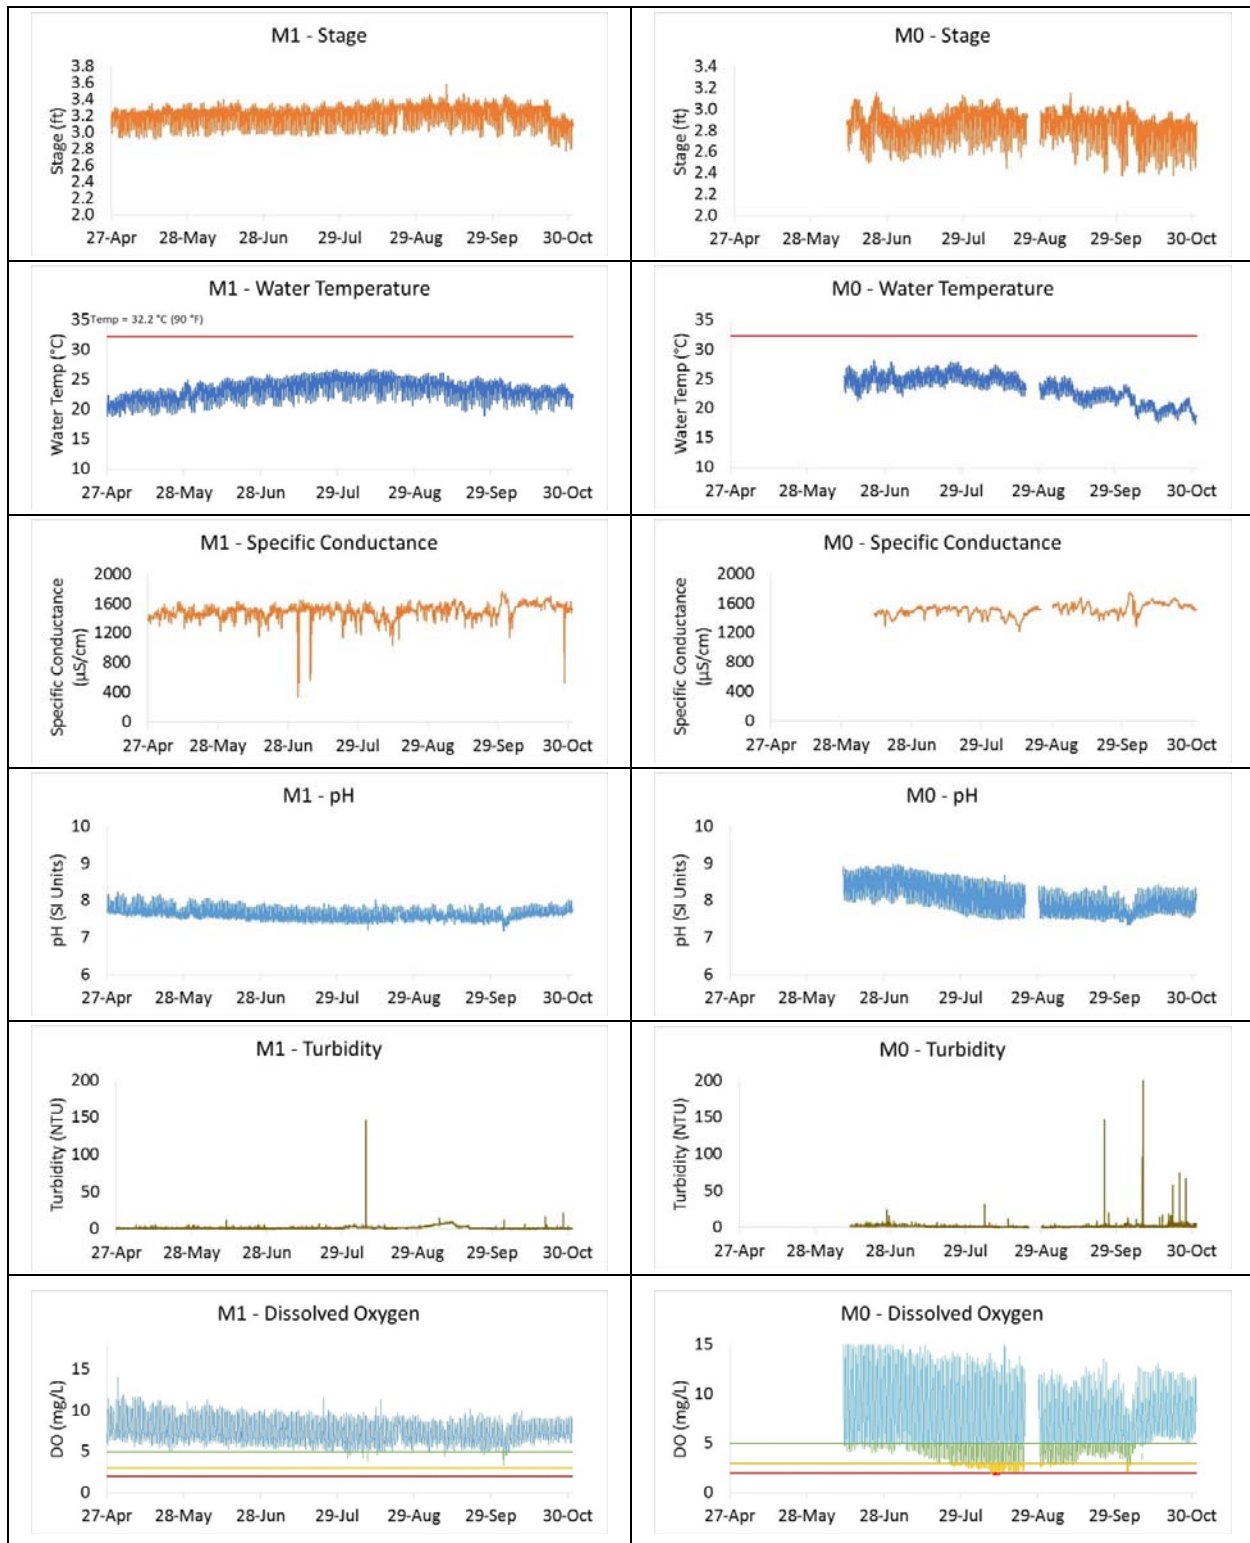 M1 - Stage
Stage (ft)
3.8
3.6
3.4
3.2
3.0
2.8
2.6
2.4
2.2
2.0
27-Apr 28-May 28-Jun 29-Jul 29-Aug 29-Sep 30-Oct
M0 - Stage
Stage (ft)
3.4
3.2
3.0
2.8
2.6
2.4
2.2
2.0
27-Apr 28-May 28-Jun 29-Jul 29-Aug 29-Sep 30-Oct
M1 - Water Temperature
Water Temp (°C)
Temp = 32.2 °C (90 °F)
35
30
25
20
15
10
27-Apr 28-May 28-Jun 29-Jul 29-Aug 29-Sep 30-Oct
M0 - Water Temperature
Water Temp (°C)
35
30
25
20
15
10
27-Apr 28-May 28-Jun 29-Jul 29-Aug 29-Sep 30-Oct
M1 - Specific Conductance
Specific Conductance
(µS/cm)
2000
1600
1200
800
400
0
27-Apr 28-May 28-Jun 29-Jul 29-Aug 29-Sep 30-Oct
M0 - Specific Conductance
Specific Conductance
(µS/cm)
2000
1600
1200
800
400
0
27-Apr 28-May 28-Jun 29-Jul 29-Aug 29-Sep 30-Oct
M1 - pH
pH (SI Units)
10
9
8
7
6
27-Apr 28-May 28-Jun 29-Jul 29-Aug 29-Sep 30-Oct
M0 - pH
pH (SI Units)
10
9
8
7
6
27-Apr 28-May 28-Jun 29-Jul 29-Aug 29-Sep 30-Oct
M1 - Turbidity
Turbidity (NTU)
200
150
100
50
0
27-Apr 28-May 28-Jun 29-Jul 29-Aug 29-Sep 30-Oct
M0 - Turbidity
Turbidity (NTU)
200
150
100
50
0
27-Apr 28-May 28-Jun 29-Jul 29-Aug 29-Sep 30-Oct
M1 - Dissolved Oxygen
DO (mg/L)
15
10
5
0
27-Apr 28-May 28-Jun 29-Jul 29-Aug 29-Sep 30-Oct
M0 - Dissolved Oxygen
DO (mg/L)
15
10
5
0
27-Apr 28-May 28-Jun 29-Jul 29-Aug 29-Sep 30-Oct